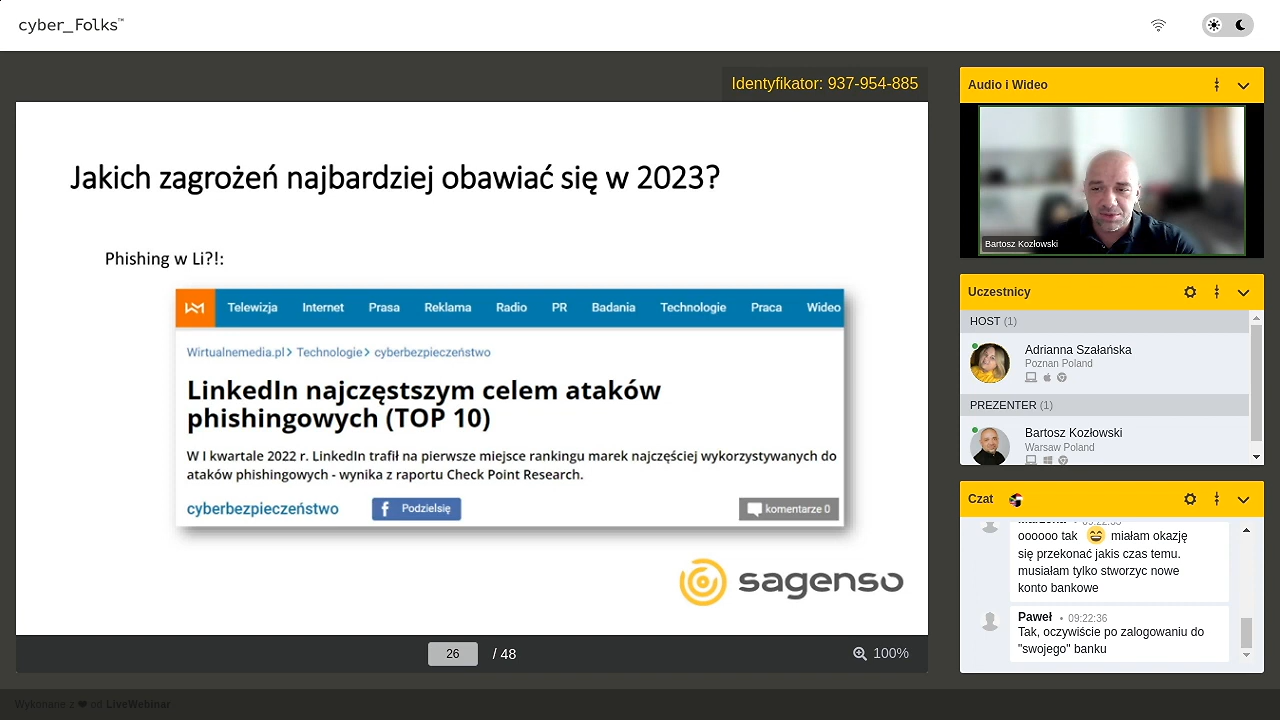 cyber_Folks™
Identyfikator: 937-954-885
Jakich zagrożeń najbardziej obawiać się w 2023?
Phishing w Li?!:
Telewizja Internet Prasa Reklama Radio PR Badania Technologie Praca Wideo
Wirtualnemedia.pl > Technologie > cyberbezpieczeństwo
LinkedIn najczęstszym celem ataków
phishingowych (TOP 10)
W I kwartale 2022 r. LinkedIn trafił na pierwsze miejsce rankingu marek najczęściej wykorzystywanych do
ataków phishingowych - wynika z raportu Check Point Research.
cyberbezpieczeństwo
f Podzielsię
komentarze 0
sagenso
26 / 48
100%
Audio i Wideo
Bartosz Kozłowski
Uczestnicy
HOST (1)
Adrianna Szałańska
Poznan Poland
PREZENTER (1)
Bartosz Kozłowski
Warsaw Poland
Czat
09:22:35
oooooo tak 😄 miałam okazję
się przekonać jakis czas temu.
musiałam tylko stworzyc nowe
konto bankowe
Paweł • 09:22:36
Tak, oczywiście po zalogowaniu do
"swojego" banku
Wykonane z ❤ od LiveWebinar